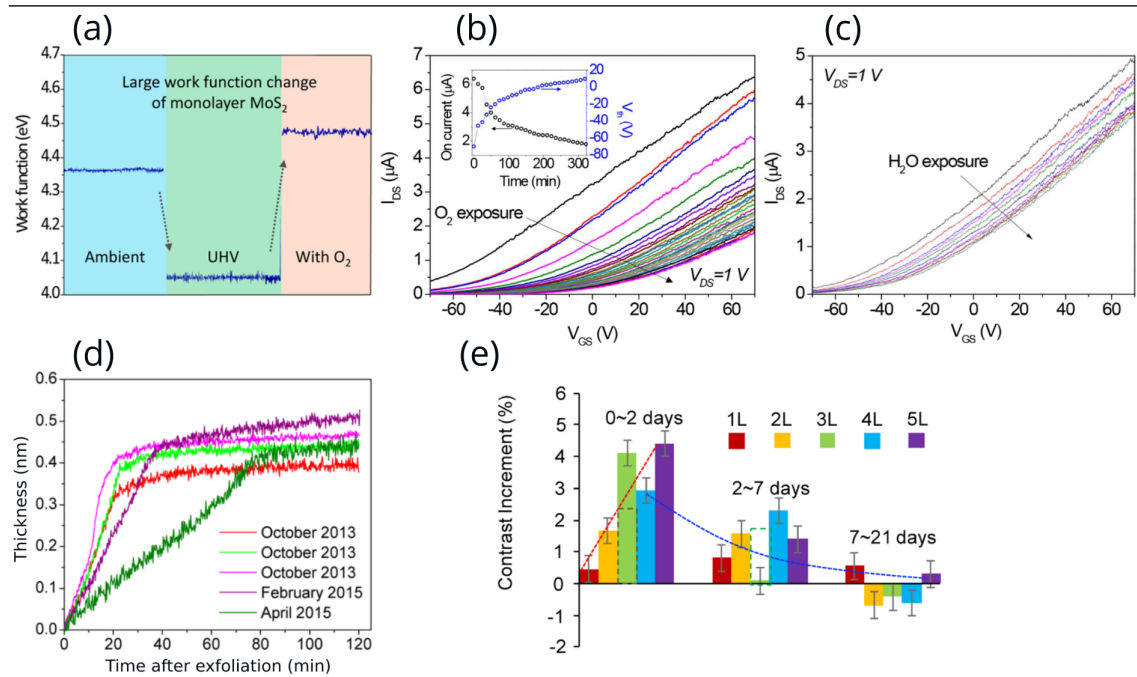 (a)
4.7
4.6
4.5
4.4
4.3
4.2
4.1
4.0
Work function (eV)
Large work function change
of monolayer MoS₂
Ambient
UHV
With O₂
(b)
7
6
5
4
3
2
1
0
I_DS (µA)
-60 -40 -20 0 20 40 60
V_GS (V)
On current (µA)
6
4
2
20
0
-20
-40
-60
-80
V_th (V)
0 100 200 300
Time (min)
O₂ exposure
V_DS=1 V
(c)
5
4
3
2
1
0
I_DS (µA)
V_DS=1 V
H₂O exposure
-60 -40 -20 0 20 40 60
V_GS (V)
(d)
0.6
0.5
0.4
0.3
0.2
0.1
0.0
Thickness (nm)
October 2013
October 2013
October 2013
February 2015
April 2015
0 20 40 60 80 100 120
Time after exfoliation (min)
(e)
6
5
4
3
2
1
0
-1
-2
Contrast Increment (%)
0~2 days
1L 2L 3L 4L 5L
2~7 days
7~21 days